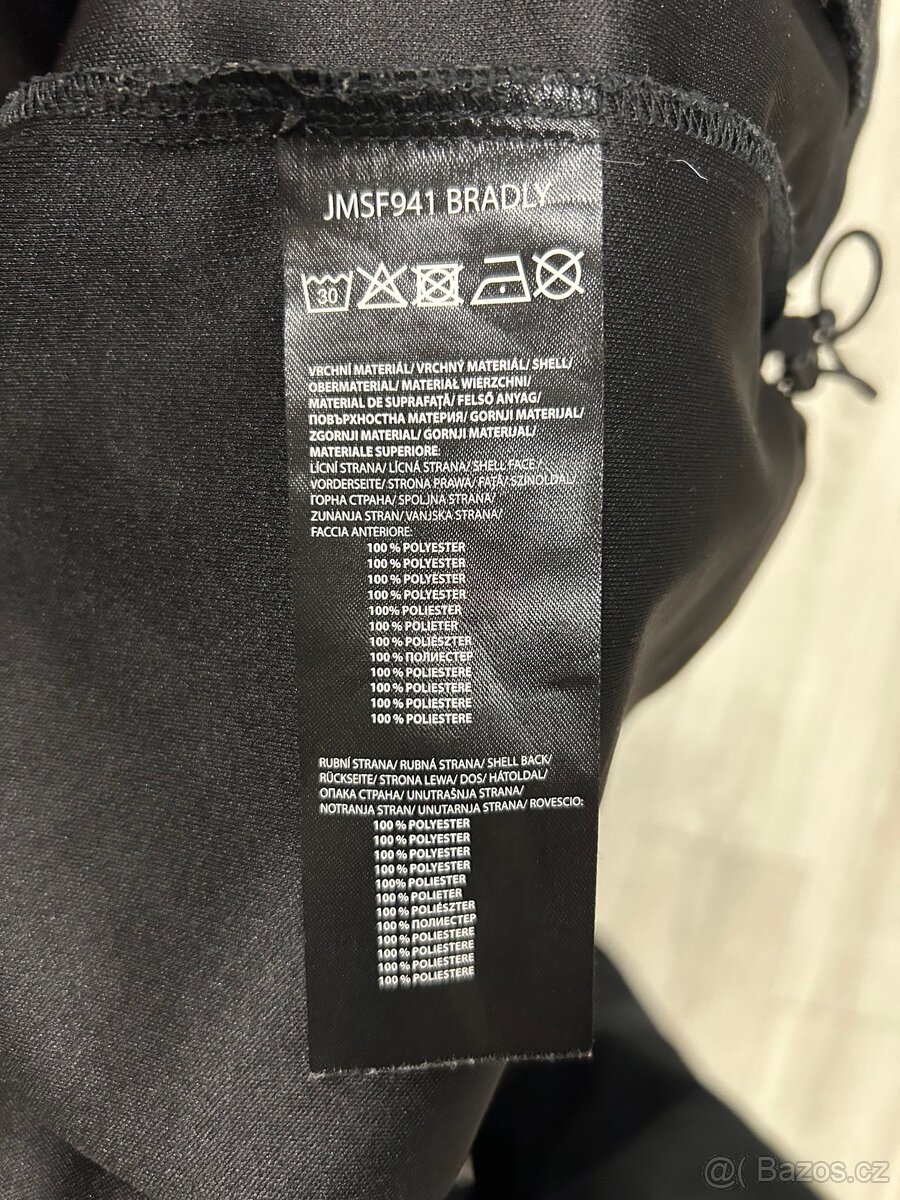 JMSF941 BRADLY
30
VRCHNÍ MATERIÁL/ VRCHNÝ MATERIÁL/ SHELL/
OBERMATERIAL/ MATERIAŁ WIERZCHNI/
MATERIAL DE SUPRAFAȚĂ/ FELSŐ ANYAG/
ПОВЪРХНОСТНА МАТЕРИЯ/ GORNJI MATERIJAL/
ZGORNJI MATERIAL/ GORNJI MATERIJAL/
MATERIALE SUPERIORE:
LÍCNÍ STRANA/ LÍCNÁ STRANA/ SHELL FACE/
VORDERSEITE/ STRONA PRAWA/ FAȚĂ/ SZÍNOLDAL/
ГОРНА СТРАНА/ SPOLJNA STRANA/
ZUNANJA STRAN/ VANJSKA STRANA/
FACCIA ANTERIORE:
100 % POLYESTER
100 % POLYESTER
100 % POLYESTER
100 % POLYESTER
100% POLIESTER
100 % POLIETER
100 % POLIÉSZTER
100 % ПОЛИЕСТЕР
100 % POLIESTERE
100 % POLIESTERE
100 % POLIESTERE
100 % POLIESTERE
RUBNÍ STRANA/ RUBNÁ STRANA/ SHELL BACK/
RÜCKSEITE/ STRONA LEWA/ DOS/ HÁTOLDAL/
ОПАКА СТРАНА/ UNUTRAŠNJA STRANA/
NOTRANJA STRAN/ UNUTARNJA STRANA/ ROVESCIO:
100 % POLYESTER
100 % POLYESTER
100 % POLYESTER
100 % POLYESTER
100% POLIESTER
100 % POLIETER
100 % POLIÉSZTER
100 % ПОЛИЕСТЕР
100 % POLIESTERE
100 % POLIESTERE
100 % POLIESTERE
100 % POLIESTERE
@( Bazos.cz